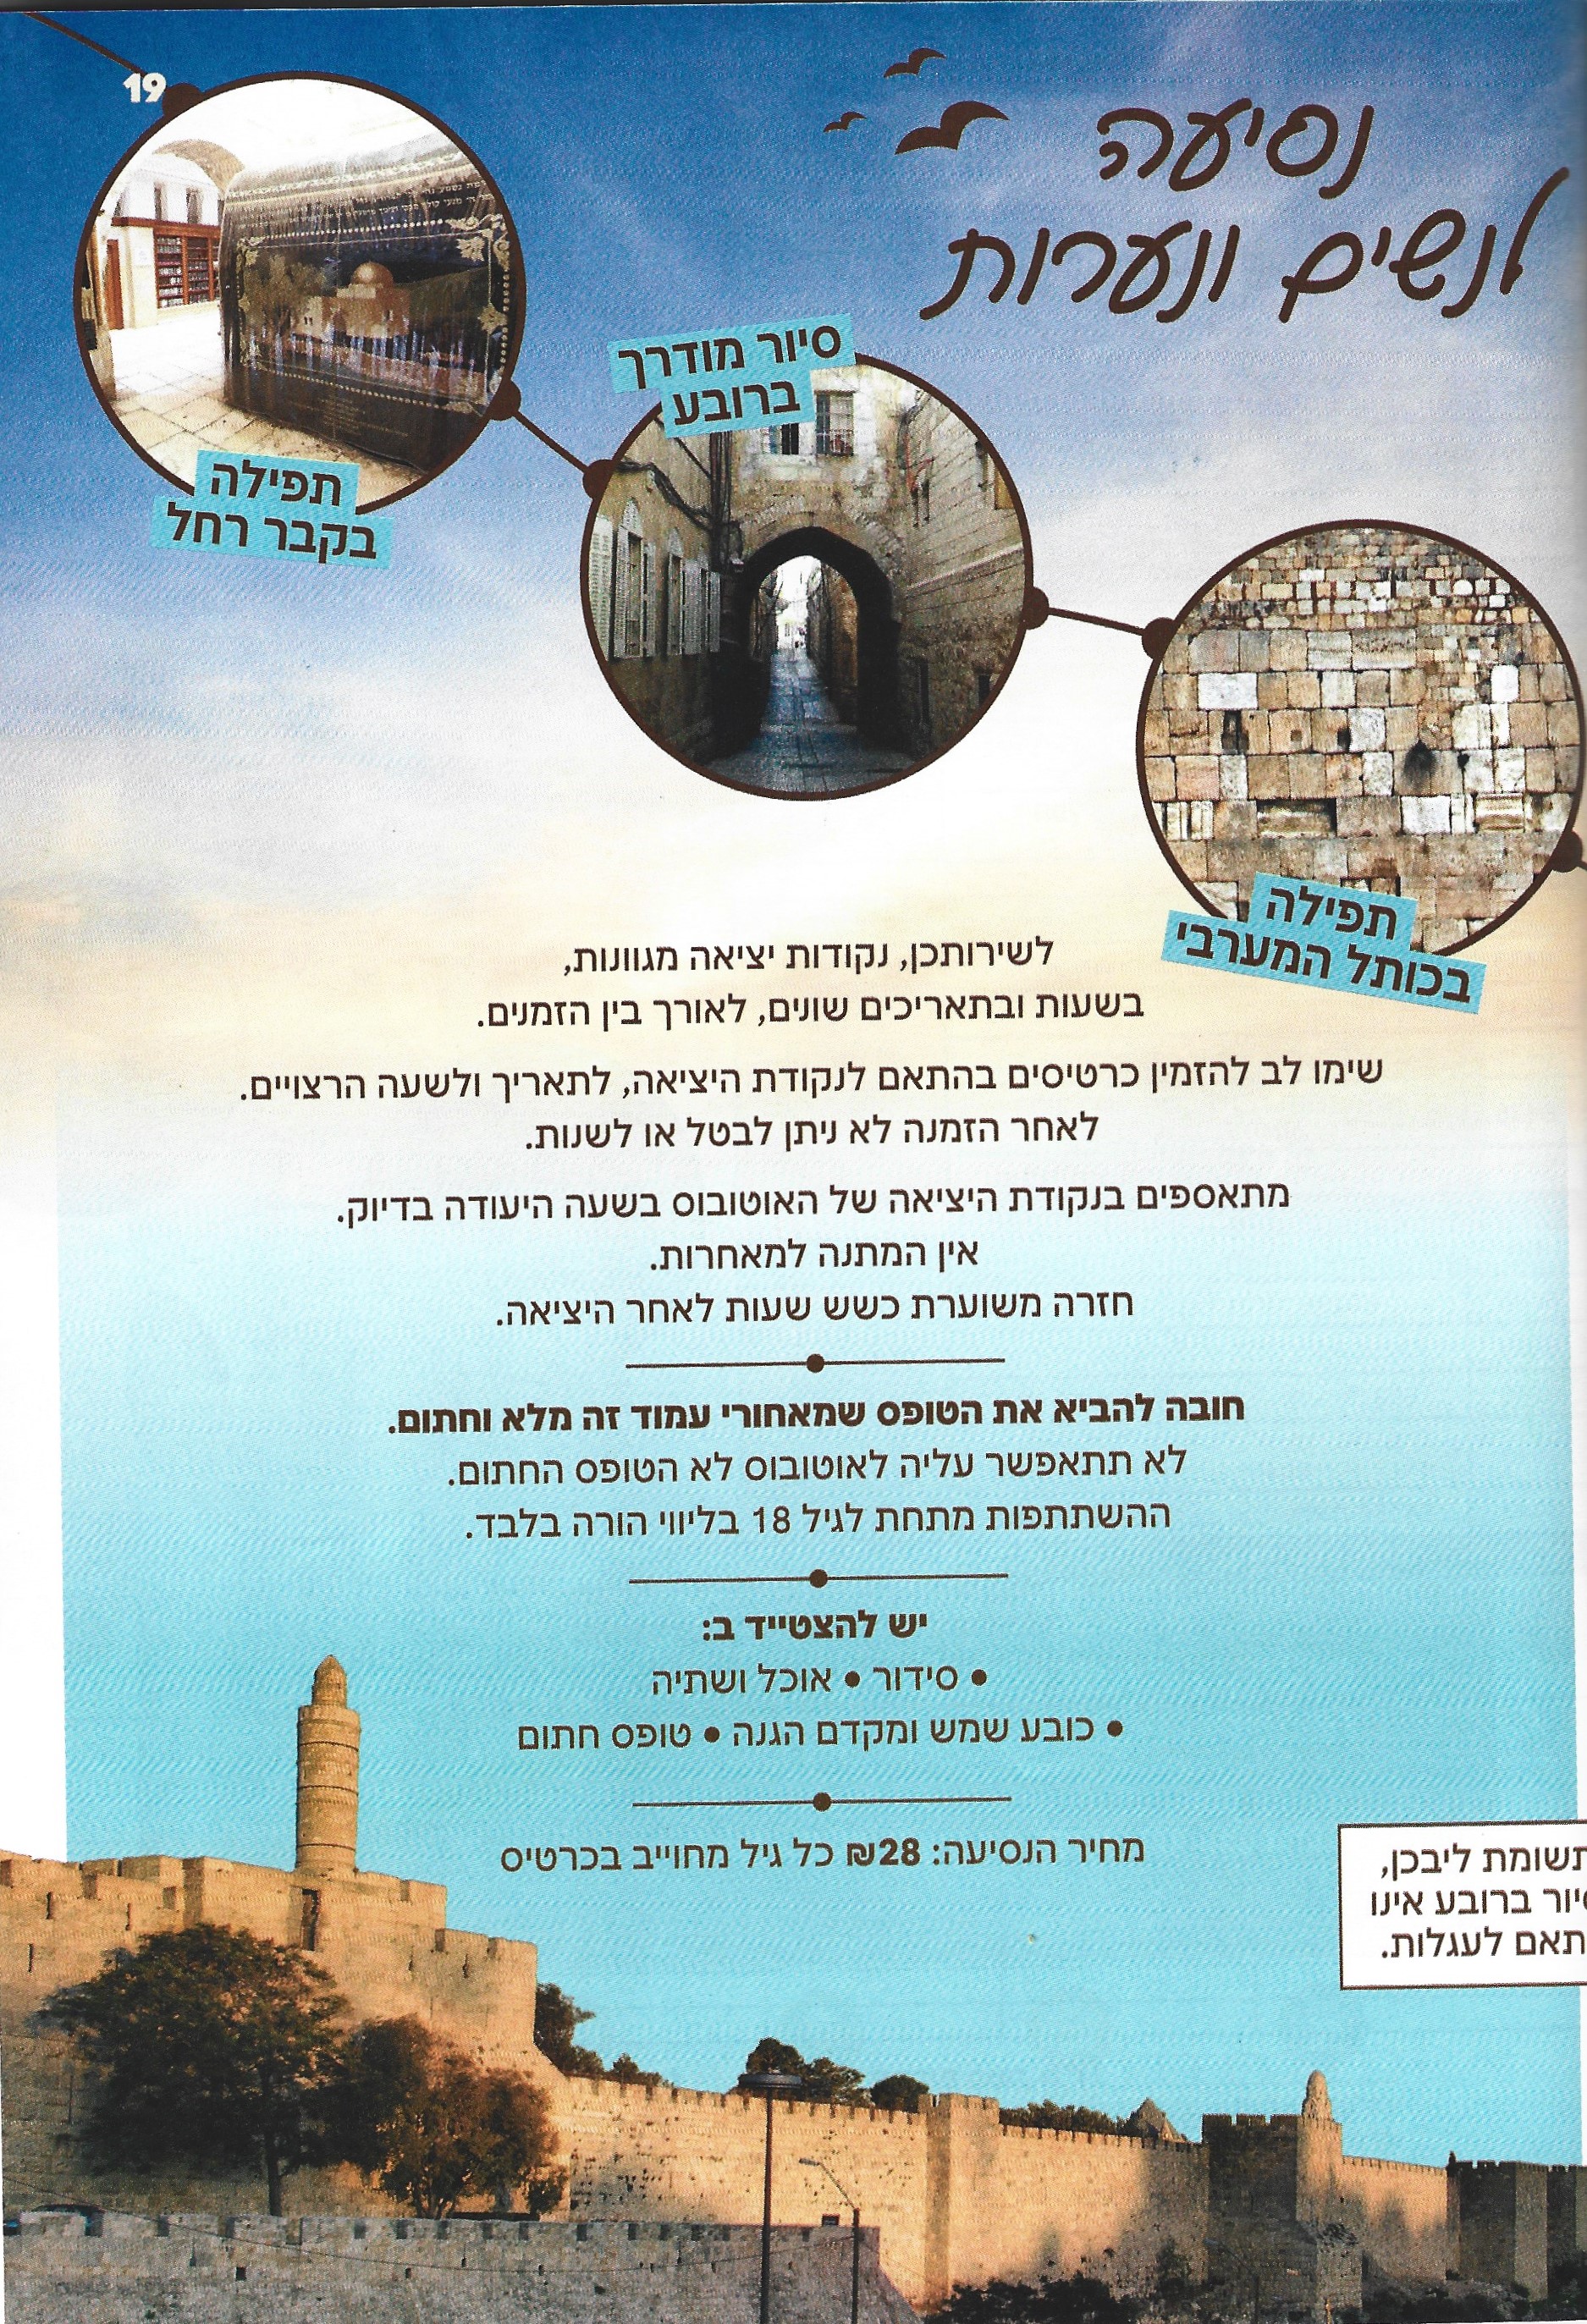 19
נסיעה
לנשים ונערות
סיור מודרך
ברובע
תפילה
בקבר רחל
תפילה
בכותל המערבי
לשירותכן, נקודות יציאה מגוונות,
בשעות ובתאריכים שונים, לאורך בין הזמנים.
שימו לב להזמין כרטיסים בהתאם לנקודת היציאה, לתאריך ולשעה הרצויים.
לאחר הזמנה לא ניתן לבטל או לשנות.
מתאספים בנקודת היציאה של האוטובוס בשעה היעודה בדיוק.
אין המתנה למאחרות.
חזרה משוערת כשש שעות לאחר היציאה.
חובה להביא את הטופס שמאחורי עמוד זה מלא וחתום.
לא תתאפשר עליה לאוטובוס לא הטופס החתום.
ההשתתפות מתחת לגיל 18 בליווי הורה בלבד.
יש להצטייד ב:
• סידור • אוכל ושתיה
• כובע שמש ומקדם הגנה • טופס חתום
מחיר הנסיעה: 28₪ כל גיל מחוייב בכרטיס
תשומת ליבכן,
סיור ברובע אינו
תאם לעגלות.